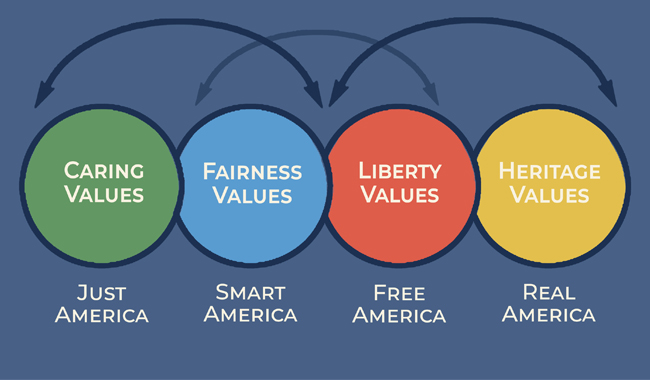 Caring
Values
Fairness
Values
Liberty
Values
Heritage
Values
Just
America
Smart
America
Free
America
Real
America